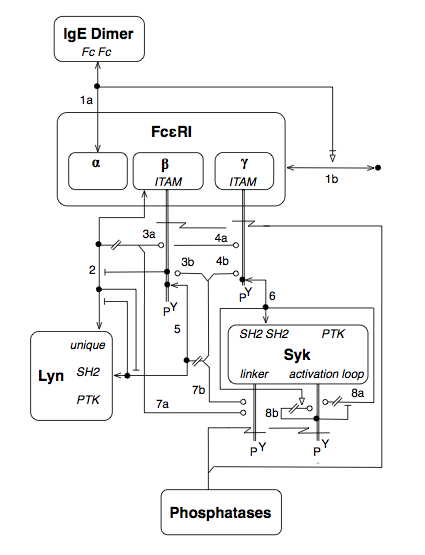 IgE Dimer
Fc Fc
1a
FcεRI
α
β
γ
ITAM
ITAM
1b
3a
4a
2
3b
4b
6
P Y
P Y
5
unique
SH2 SH2
PTK
Lyn
SH2
Syk
PTK
linker
activation loop
7b
8a
7a
8b
P Y
P Y
Phosphatases